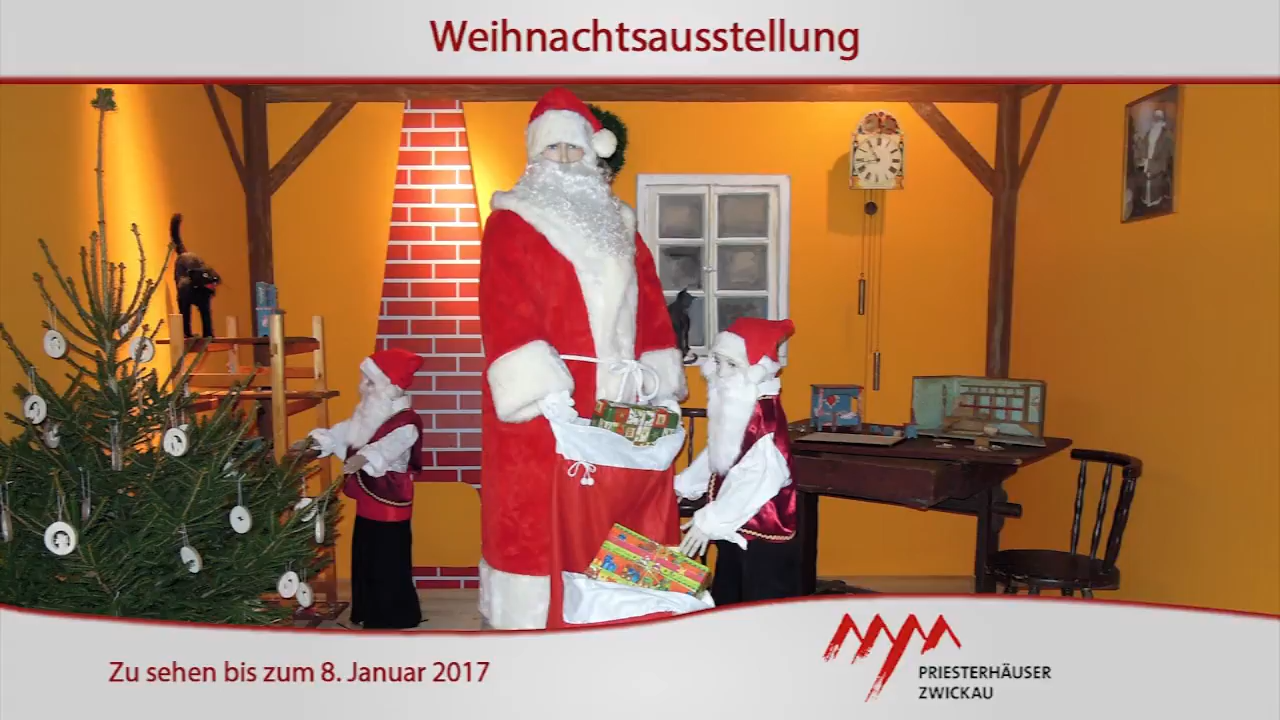 Weihnachtsausstellung
Zu sehen bis zum 8. Januar 2017
PRIESTERHÄUSER
ZWICKAU